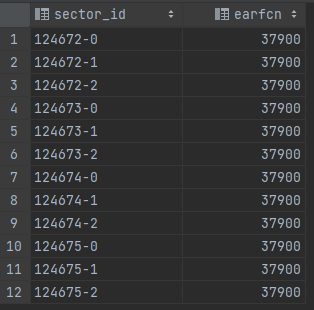 sector_id earfcn
1 124672-0 37900
2 124672-1 37900
3 124672-2 37900
4 124673-0 37900
5 124673-1 37900
6 124673-2 37900
7 124674-0 37900
8 124674-1 37900
9 124674-2 37900
10 124675-0 37900
11 124675-1 37900
12 124675-2 37900